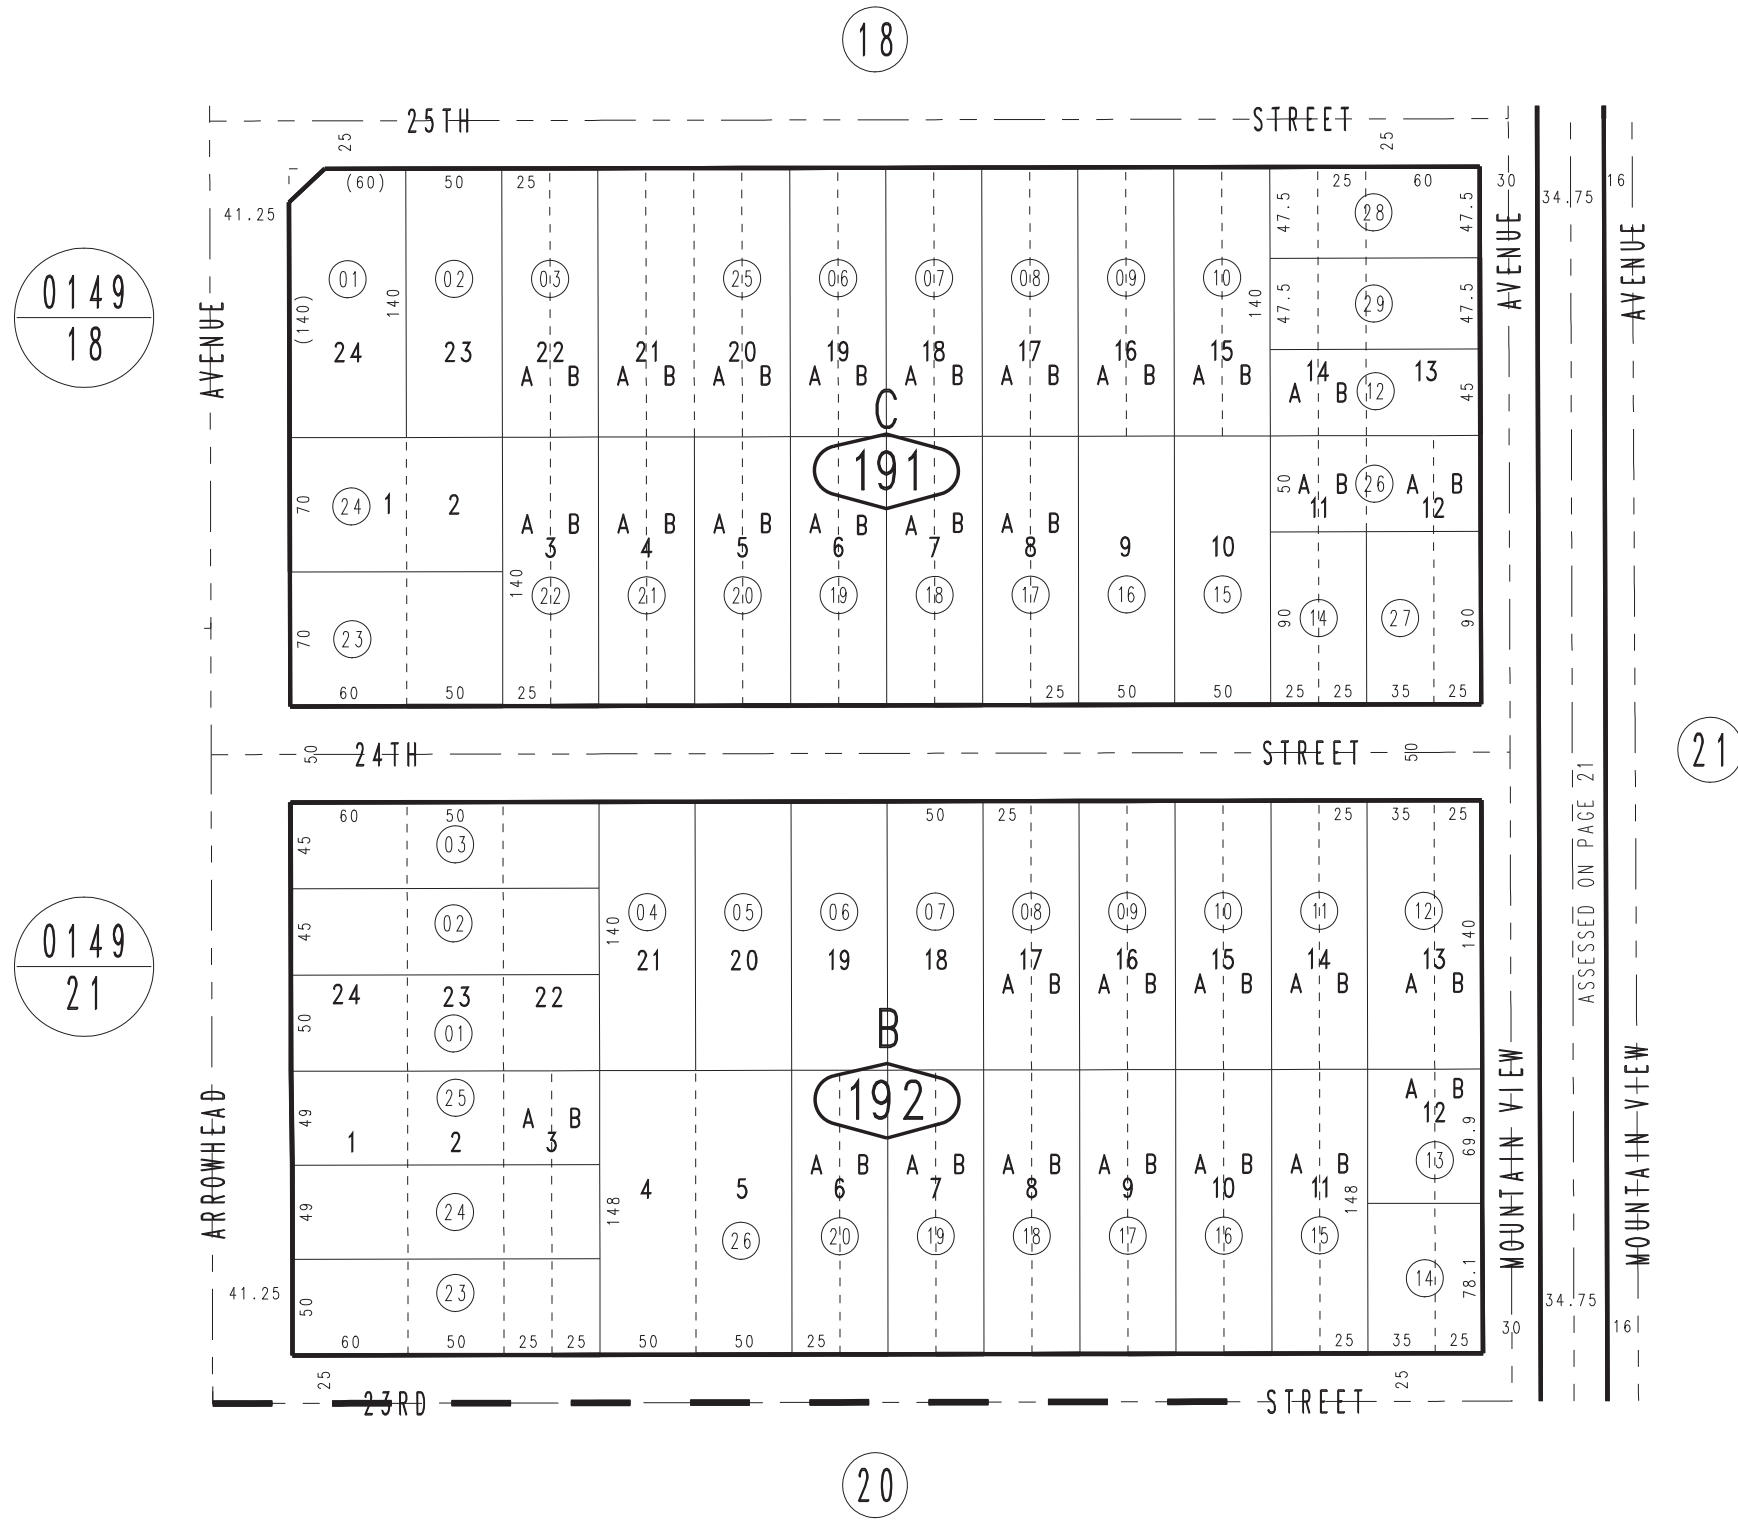 18
25TH STREET
25 25
(60) 50 25 25 60 30 34.75 16
41.25
47.5 28 47.5
AVENUE AVENUE AVENUE
0149
18
01 02 03 25 06 07 08 09 10
(140) 140 140 47.5 29 47.5
24 23 22 21 20 19 18 17 16 15 14 13
A B A B A B A B A B A B A B A B A B 12 45
C
191
70 24 1 2 50 A B 26 A B
11 12
A B A B A B A B A B A B
3 4 5 6 7 8 9 10
140 22 21 20 19 18 17 16 15
70 23 90 14 27 90
60 50 25 25 50 50 25 25 35 25
50 24TH STREET 50
21
ASSESSED ON PAGE 21
60 50 50 25 25 35 25
45 03
45 02 140 04 05 06 07 08 09 10 11 12 140
21 20 19 18 17 16 15 14 13
A B A B A B A B A B
0149
21
24 23 22
50 01
B
192
49 25 A B
1 2 3
A B
12
69.9
13
ARROWHEAD MOUNTAIN VIEW MOUNTAIN VIEW
A B A B A B A B A B A B
4 5 6 7 8 9 10 11
49 24 148 148
26 20 19 18 17 16 15
50 23 14 78.1
41.25 34.75
60 50 25 25 50 50 25 25 35 25 30 16
25 25
23RD STREET
20